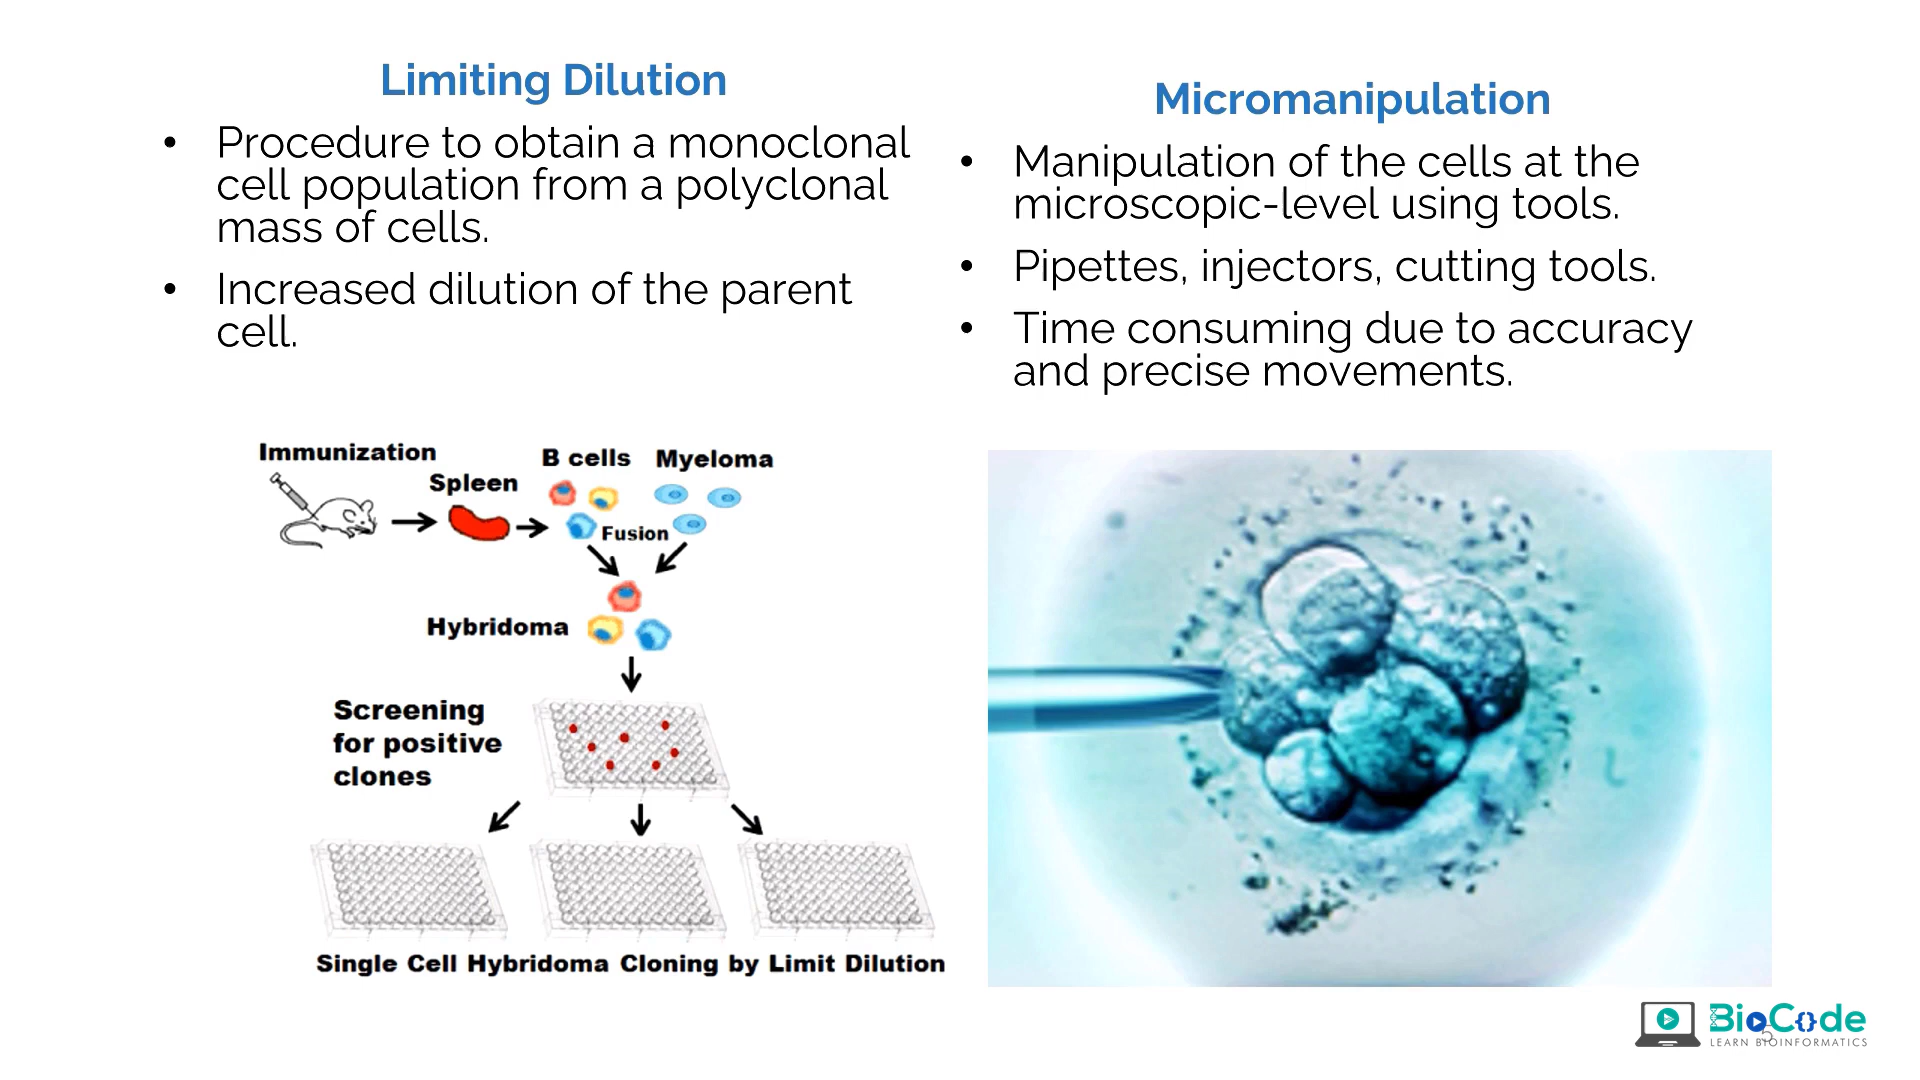 Limiting Dilution
• Procedure to obtain a monoclonal
cell population from a polyclonal
mass of cells.
• Increased dilution of the parent
cell.
Micromanipulation
• Manipulation of the cells at the
microscopic-level using tools.
• Pipettes, injectors, cutting tools.
• Time consuming due to accuracy
and precise movements.
Immunization
Spleen
B cells
Myeloma
Fusion
Hybridoma
Screening
for positive
clones
Single Cell Hybridoma Cloning by Limit Dilution
BioCode
LEARN BIOINFORMATICS
5